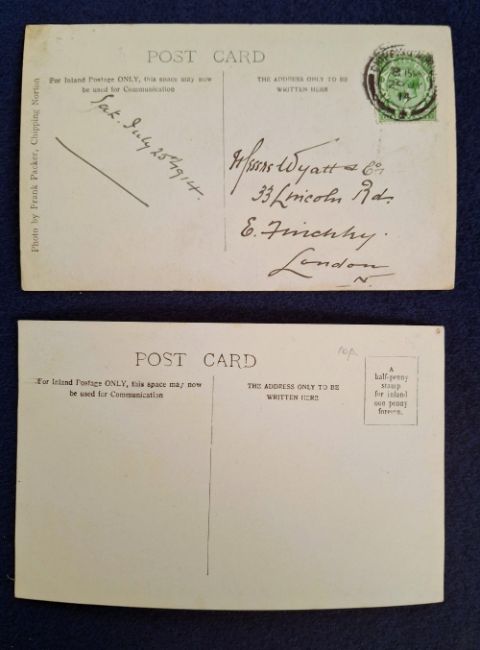 POST CARD
For Inland Postage ONLY, this space may now
be used for Communication
THE ADDRESS ONLY TO BE
WRITTEN HERE
Photo by Frank Packer, Chipping Norton
Sat. July 25th 1914.
Messrs Wyatt & Co,
33 Lincoln Rd.
E. Finchley.
London
N.
POST CARD
For Inland Postage ONLY, this space may now
be used for Communication
THE ADDRESS ONLY TO BE
WRITTEN HERE
10p
A
half-penny
stamp
for inland
one penny
foreign.